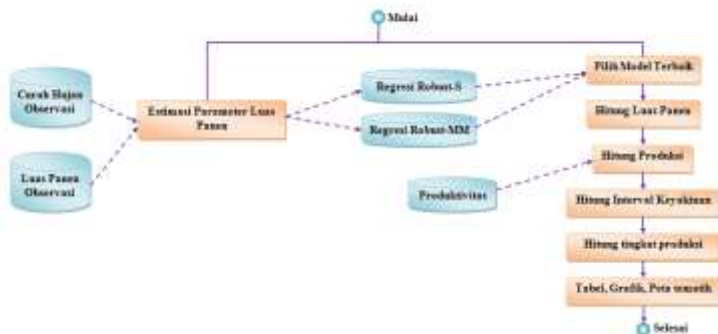 Mulai
Curah Hujan
Observasi
Luas Panen
Observasi
Estimasi Parameter Luas
Panen
Regresi Robust-S
Regresi Robust-MM
Produktivitas
Pilih Model Terbaik
Hitung Luas Panen
Hitung Produksi
Hitung Interval Keyakinan
Hitung tingkat produksi
Tabel, Grafik, Peta tematik
Selesai